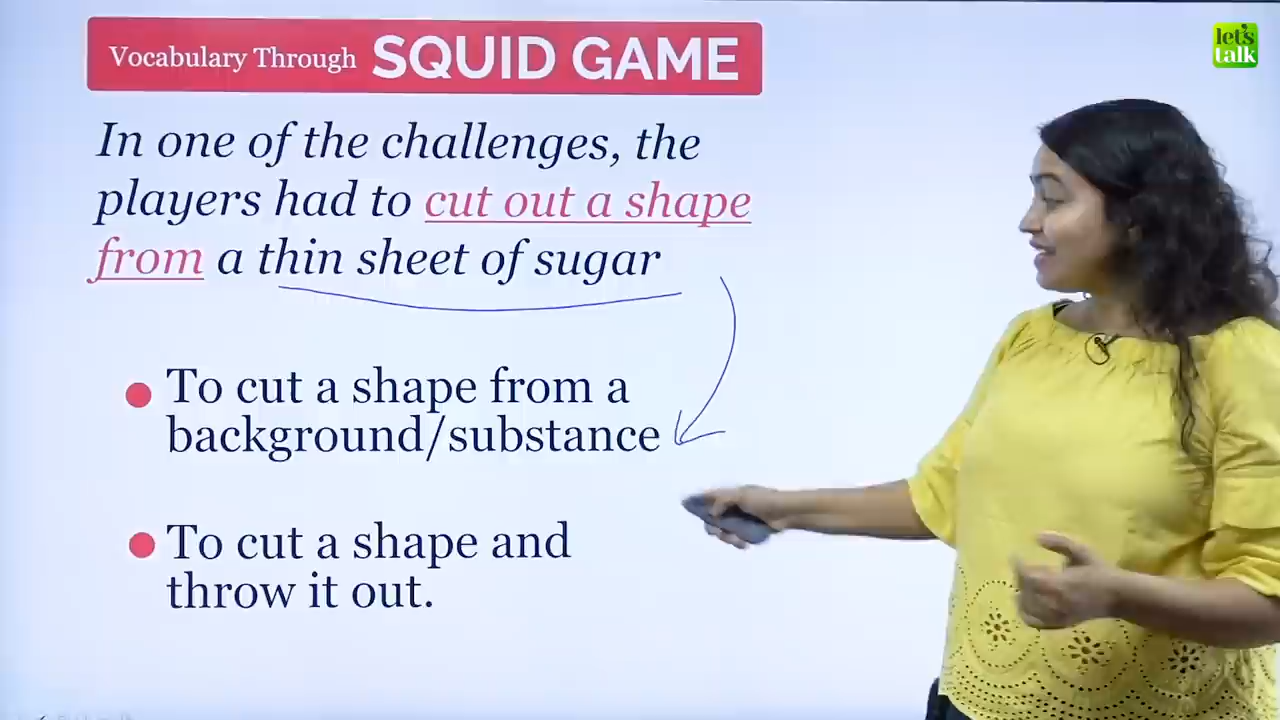 Vocabulary Through SQUID GAME
In one of the challenges, the
players had to cut out a shape
from a thin sheet of sugar
To cut a shape from a
background/substance
To cut a shape and
throw it out.
let's
talk